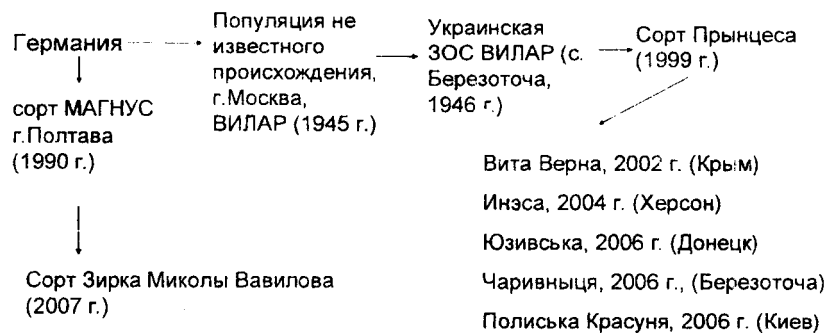 Германия
Популяция не
известного
происхождения,
г.Москва,
ВИЛАР (1945 г.)
Украинская
ЗОС ВИЛАР (с.
Березоточа,
1946 г.)
Сорт Прынцеса
(1999 г.)
сорт МАГНУС
г.Полтава
(1990 г.)
Вита Верна, 2002 г. (Крым)
Инэса, 2004 г. (Херсон)
Юзивська, 2006 г. (Донецк)
Чаривныця, 2006 г., (Березоточа)
Полиська Красуня, 2006 г. (Киев)
Сорт Зирка Миколы Вавилова
(2007 г.)